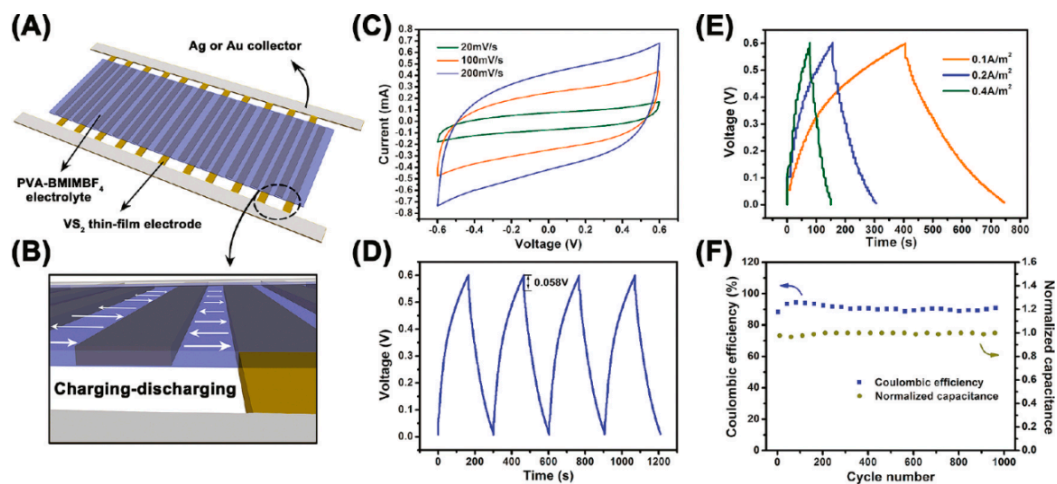 (A)
Ag or Au collector
PVA-BMIMBF₄
electrolyte
VS₂ thin-film electrode
(B)
Charging-discharging
(C)
0.8
0.7
0.6
0.5
0.4
0.3
0.2
0.1
0.0
-0.1
-0.2
-0.3
-0.4
-0.5
-0.6
-0.7
-0.8
Current (mA)
20mV/s
100mV/s
200mV/s
-0.6 -0.4 -0.2 0.0 0.2 0.4 0.6
Voltage (V)
(D)
0.6
0.5
0.4
0.3
0.2
0.1
0.0
Voltage (V)
0.058V
0 200 400 600 800 1000 1200
Time (s)
(E)
0.6
0.5
0.4
0.3
0.2
0.1
0.0
Voltage (V)
0.1A/m²
0.2A/m²
0.4A/m²
0 100 200 300 400 500 600 700 800
Time (s)
(F)
120
100
80
60
40
20
0
Coulombic efficiency (%)
Coulombic efficiency
Normalized capacitance
1.6
1.4
1.2
1.0
0.8
0.6
0.4
0.2
0.0
Normalized capacitance
0 200 400 600 800 1000
Cycle number